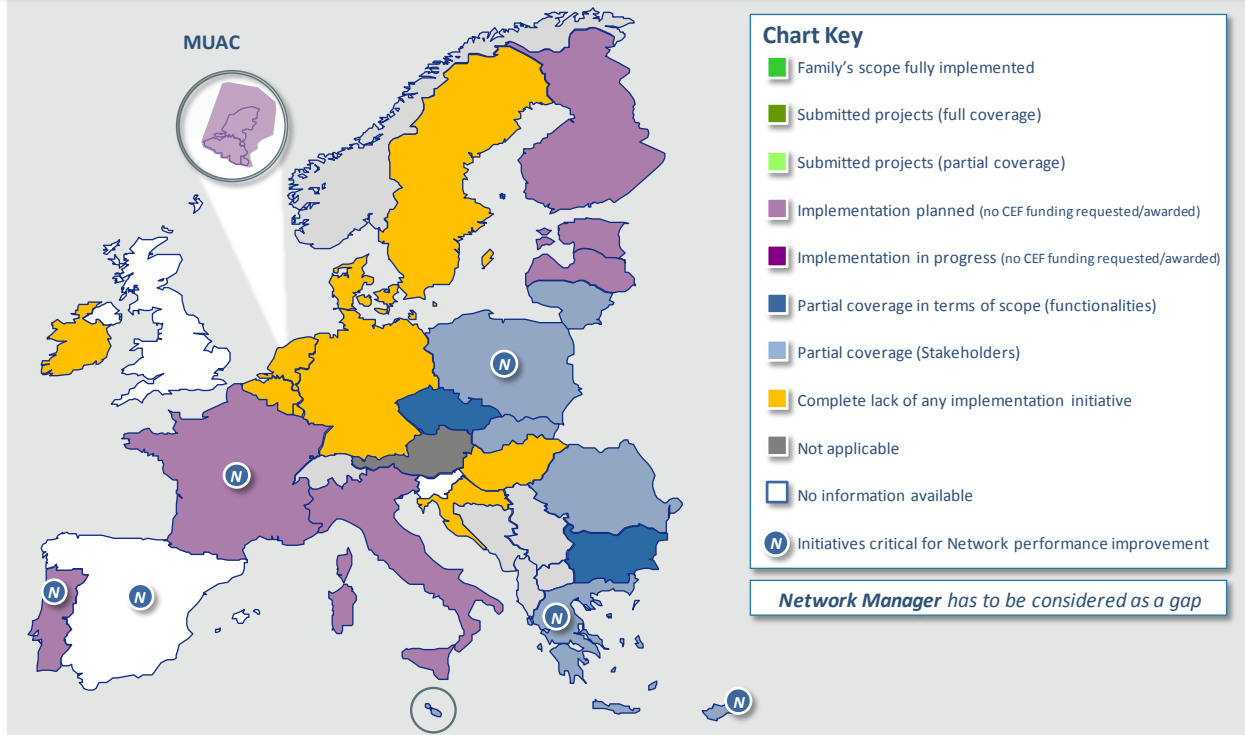 MUAC
N
N
N
N
N
N
Chart Key
Family's scope fully implemented
Submitted projects (full coverage)
Submitted projects (partial coverage)
Implementation planned (no CEF funding requested/awarded)
Implementation in progress (no CEF funding requested/awarded)
Partial coverage in terms of scope (functionalities)
Partial coverage (Stakeholders)
Complete lack of any implementation initiative
Not applicable
No information available
N Initiatives critical for Network performance improvement
Network Manager has to be considered as a gap